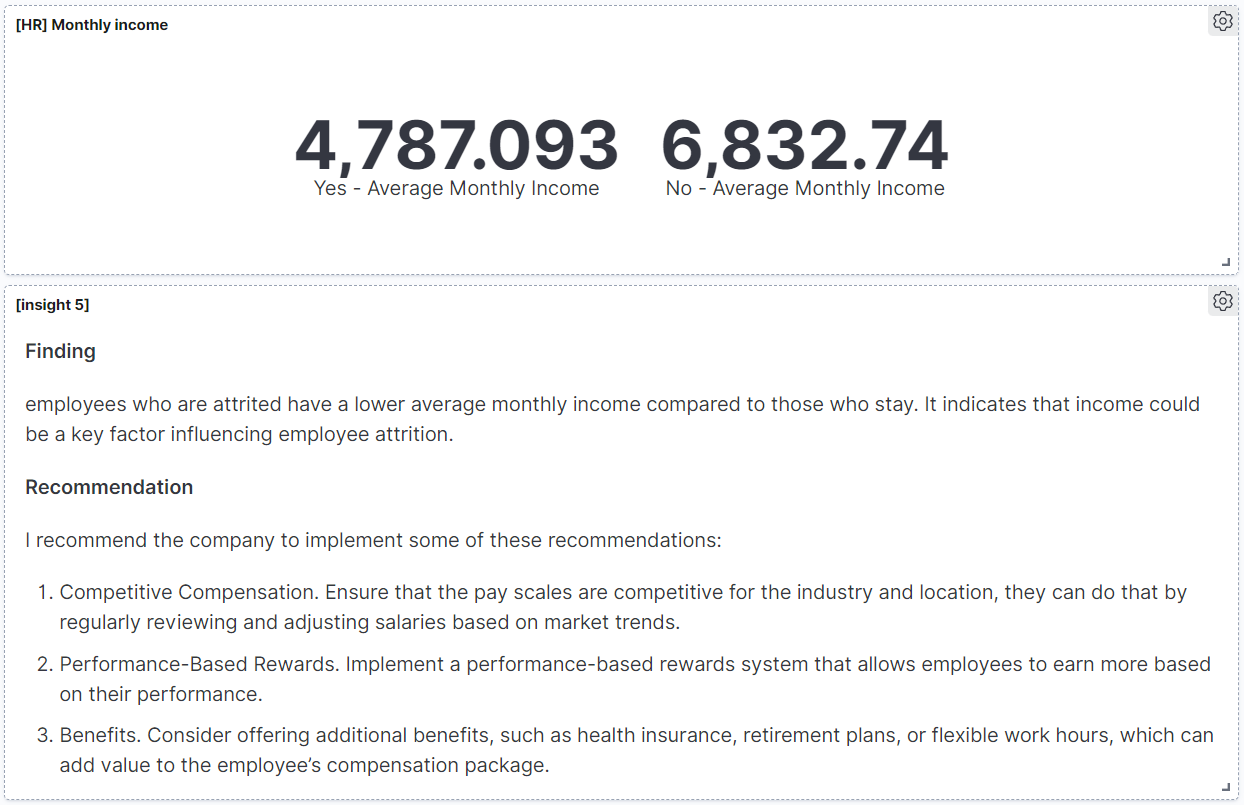 [HR] Monthly income
4,787.093 6,832.74
Yes - Average Monthly Income No - Average Monthly Income
[insight 5]
Finding
employees who are attrited have a lower average monthly income compared to those who stay. It indicates that income could
be a key factor influencing employee attrition.
Recommendation
I recommend the company to implement some of these recommendations:
1. Competitive Compensation. Ensure that the pay scales are competitive for the industry and location, they can do that by
regularly reviewing and adjusting salaries based on market trends.
2. Performance-Based Rewards. Implement a performance-based rewards system that allows employees to earn more based
on their performance.
3. Benefits. Consider offering additional benefits, such as health insurance, retirement plans, or flexible work hours, which can
add value to the employee’s compensation package.